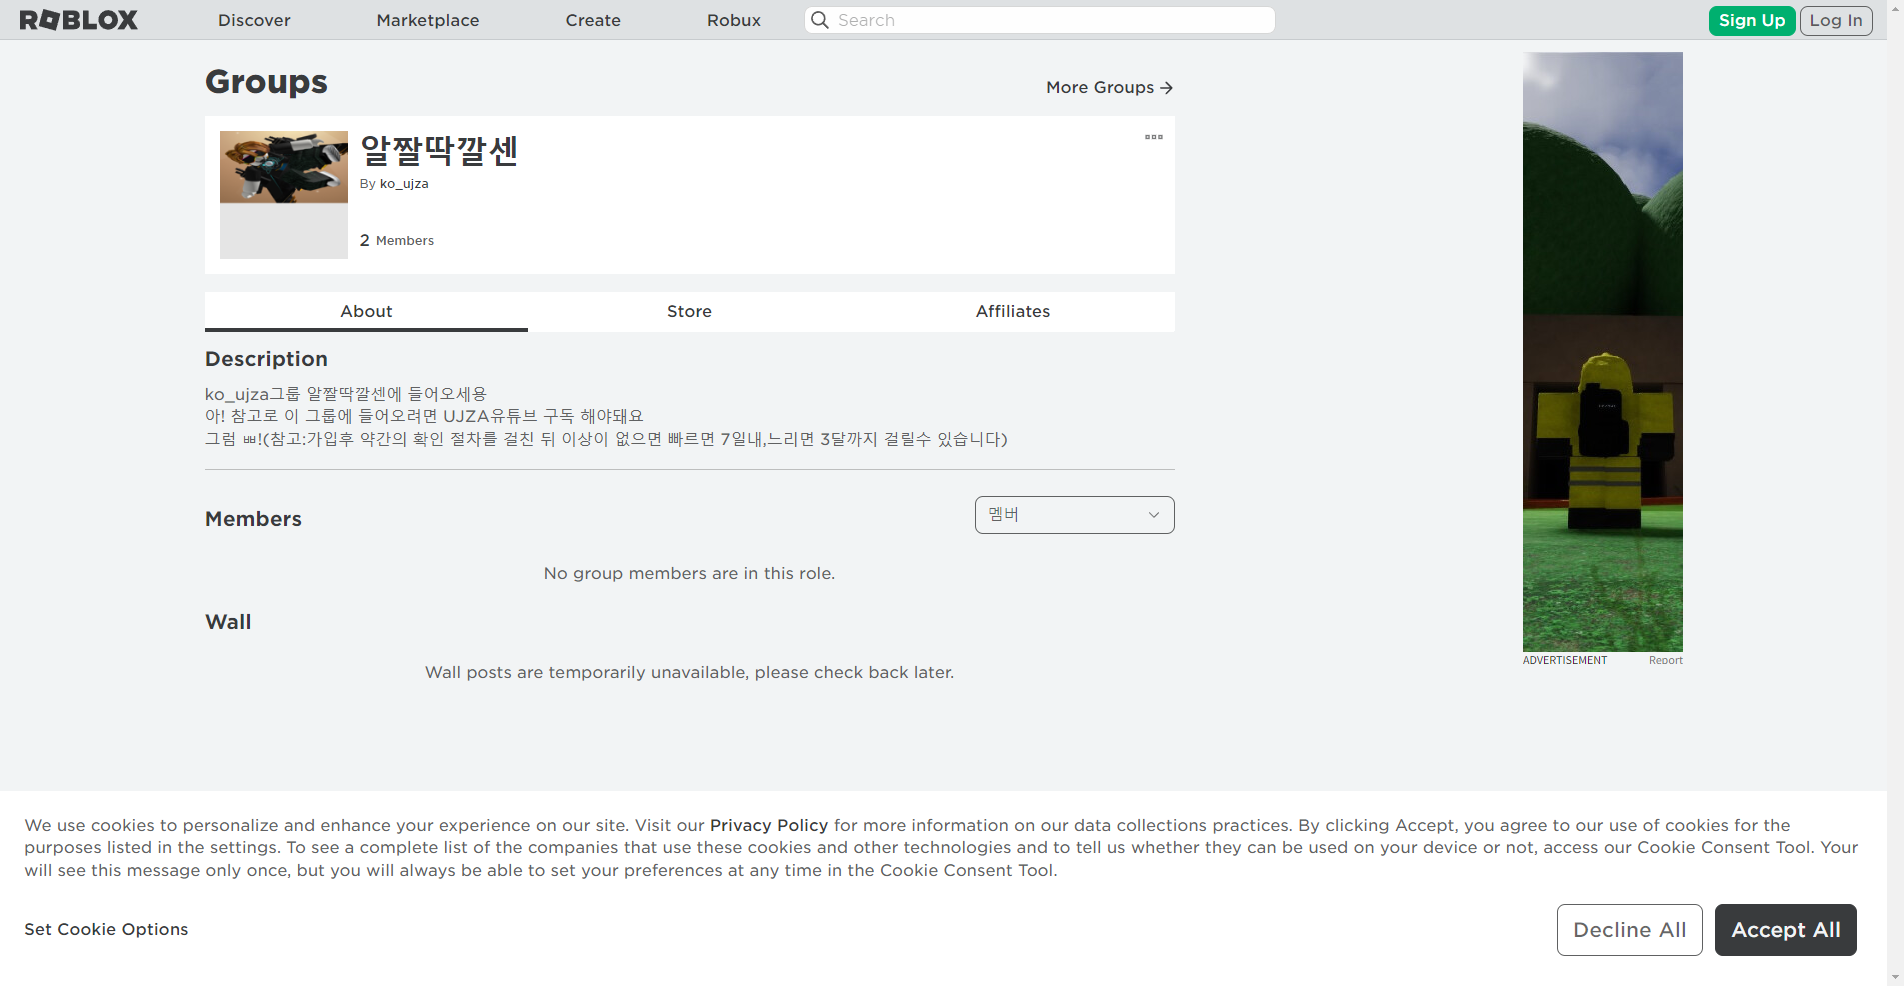 ROBLOX
Discover
Marketplace
Create
Robux
Search
Sign Up
Log In
Groups
More Groups
알짤딱깔센
By ko_ujza
2 Members
About
Store
Affiliates
Description
ko_ujza그룹 알짤딱깔센에 들어오세용
아! 참고로 이 그룹에 들어오려면 UJZA유튜브 구독 해야돼요
그럼 ㅃ!(참고:가입후 약간의 확인 절차를 걸친 뒤 이상이 없으면 빠르면 7일내,느리면 3달까지 걸릴수 있습니다)
Members
멤버
No group members are in this role.
Wall
Wall posts are temporarily unavailable, please check back later.
ADVERTISEMENT
Report
We use cookies to personalize and enhance your experience on our site. Visit our Privacy Policy for more information on our data collections practices. By clicking Accept, you agree to our use of cookies for the
purposes listed in the settings. To see a complete list of the companies that use these cookies and other technologies and to tell us whether they can be used on your device or not, access our Cookie Consent Tool. Your
will see this message only once, but you will always be able to set your preferences at any time in the Cookie Consent Tool.
Set Cookie Options
Decline All
Accept All